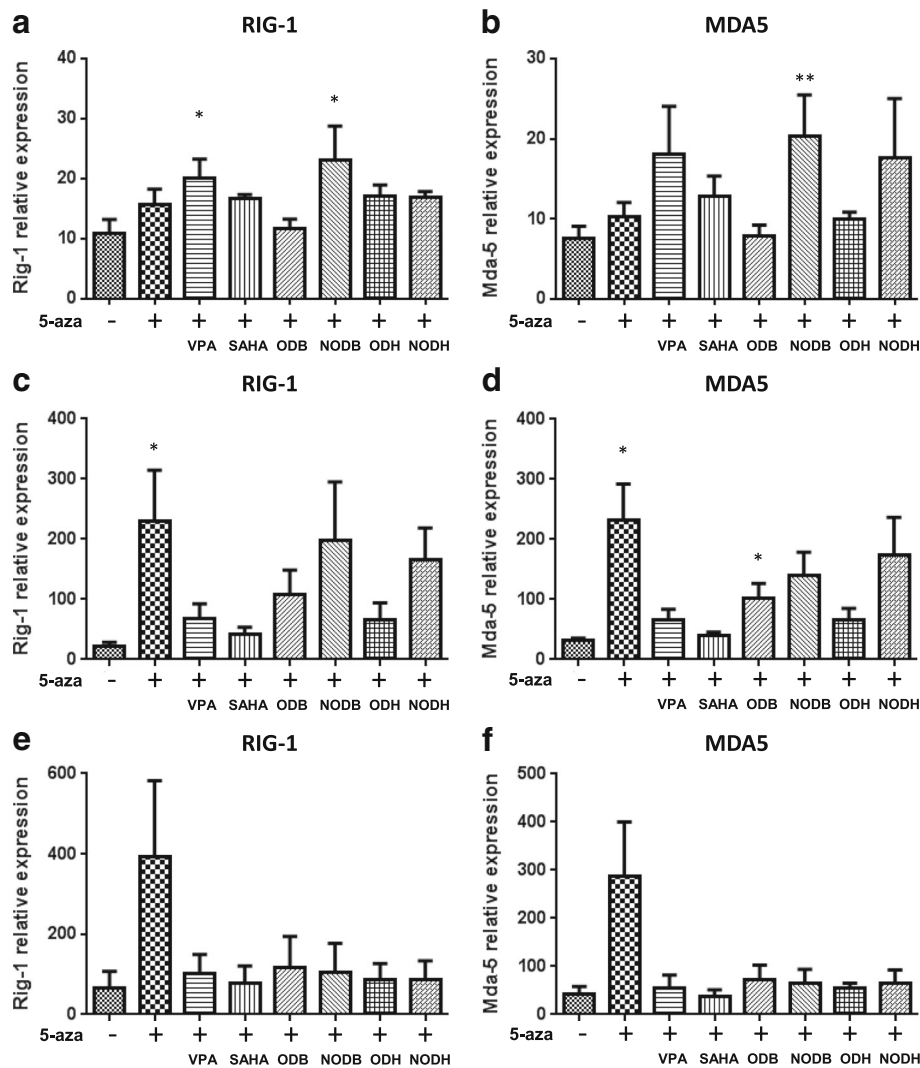 a RIG-1
Rig-1 relative expression
40
30
20
10
0
* *
5-aza - + + + + + + +
VPA SAHA ODB NODB ODH NODH
b MDA5
Mda-5 relative expression
30
20
10
0
**
- + + + + + + +
VPA SAHA ODB NODB ODH NODH
c RIG-1
Rig-1 relative expression
400
300
200
100
0
*
5-aza - + + + + + + +
VPA SAHA ODB NODB ODH NODH
d MDA5
Mda-5 relative expression
400
300
200
100
0
* *
5-aza - + + + + + + +
VPA SAHA ODB NODB ODH NODH
e RIG-1
Rig-1 relative expression
600
400
200
0
5-aza - + + + + + + +
VPA SAHA ODB NODB ODH NODH
f MDA5
Mda-5 relative expression
500
400
300
200
100
0
5-aza - + + + + + + +
VPA SAHA ODB NODB ODH NODH